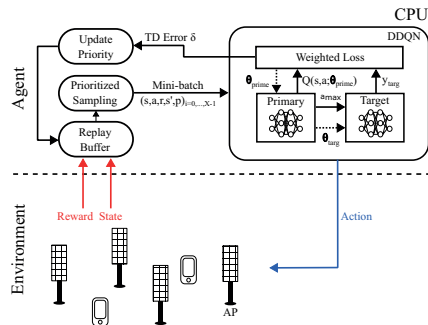 CPU
DDQN
Update
Priority
TD Error δ
Weighted Loss
Agent
Prioritized
Sampling
Mini-batch
(s,a,r,s',p)i=0,...,X-1
θprime
Q(s,a;θprime)
ytarg
Primary
amax
Target
θtarg
Replay
Buffer
Reward
State
Action
Environment
AP